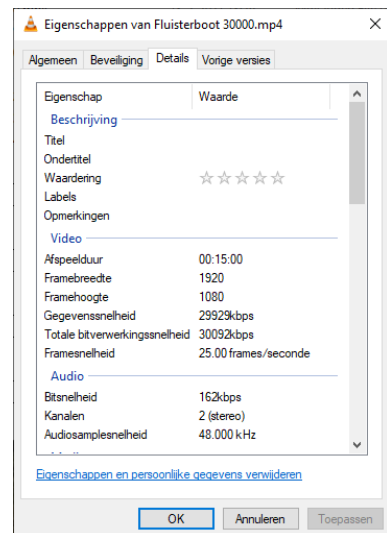 Eigenschappen van Fluisterboot 30000.mp4
Algemeen Beveiliging Details Vorige versies
Eigenschap Waarde
Beschrijving
Titel
Ondertitel
Waardering
Labels
Opmerkingen
Video
Afspeelduur 00:15:00
Framebreedte 1920
Framehoogte 1080
Gegevenssnelheid 29929kbps
Totale bitverwerkingssnelheid 30092kbps
Framesnelheid 25.00 frames/seconde
Audio
Bitsnelheid 162kbps
Kanalen 2 (stereo)
Audiosamplesnelheid 48.000 kHz
Eigenschappen en persoonlijke gegevens verwijderen
OK Annuleren Toepassen